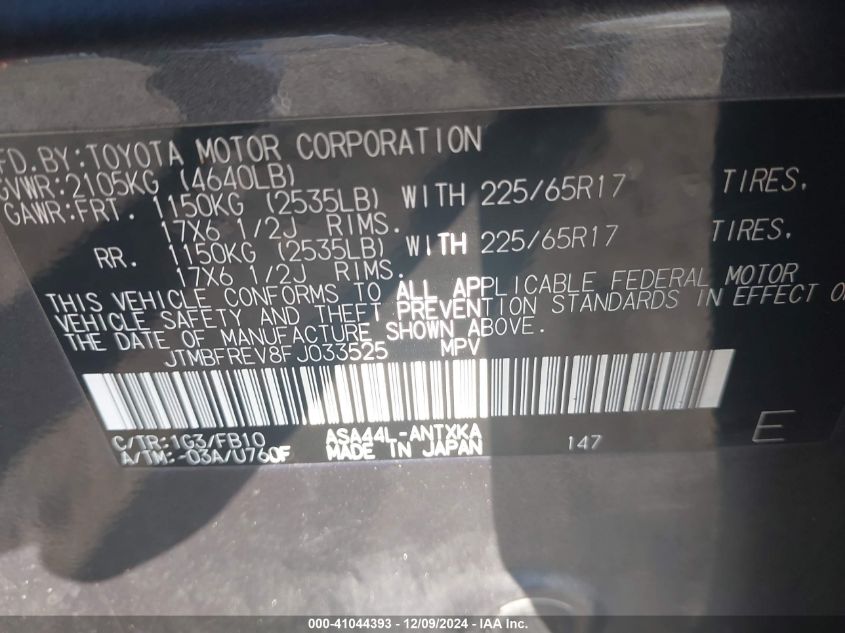 FD.BY:TOYOTA MOTOR CORPORATION
GVWR:2105KG (4640LB)
GAWR:FRT. 1150KG (2535LB) WITH 225/65R17 TIRES,
17X6 1/2J RIMS.
RR. 1150KG (2535LB) WITH 225/65R17 TIRES,
17X6 1/2J RIMS.
THIS VEHICLE CONFORMS TO ALL APPLICABLE FEDERAL MOTOR
VEHICLE SAFETY AND THEFT PREVENTION STANDARDS IN EFFECT O
THE DATE OF MANUFACTURE SHOWN ABOVE.
JTMBFREV8FJ033525 MPV
C/TR:1G3/FB10 ASA44L-ANTXKA 147 E
A/TM:-03A/U760F MADE IN JAPAN
000-41044393 - 12/09/2024 - IAA Inc.